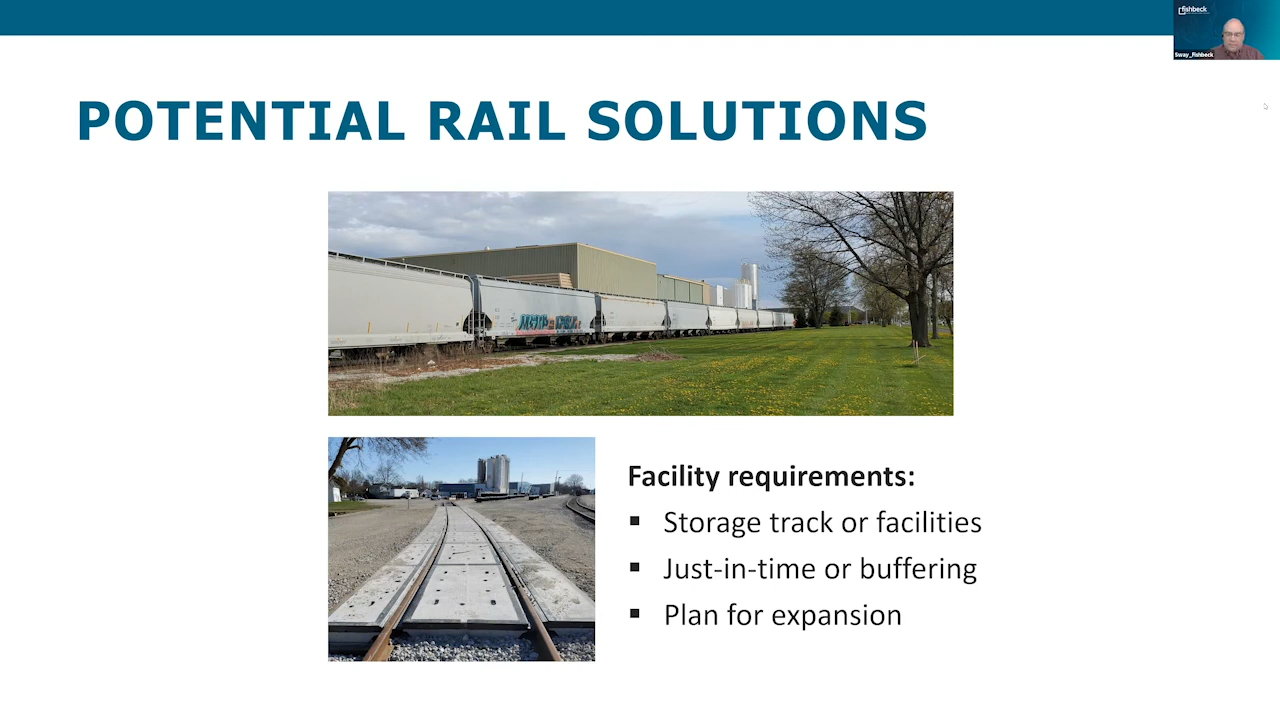 fishbeck
Sway_Fishbeck
POTENTIAL RAIL SOLUTIONS
Facility requirements:
▪ Storage track or facilities
▪ Just-in-time or buffering
▪ Plan for expansion